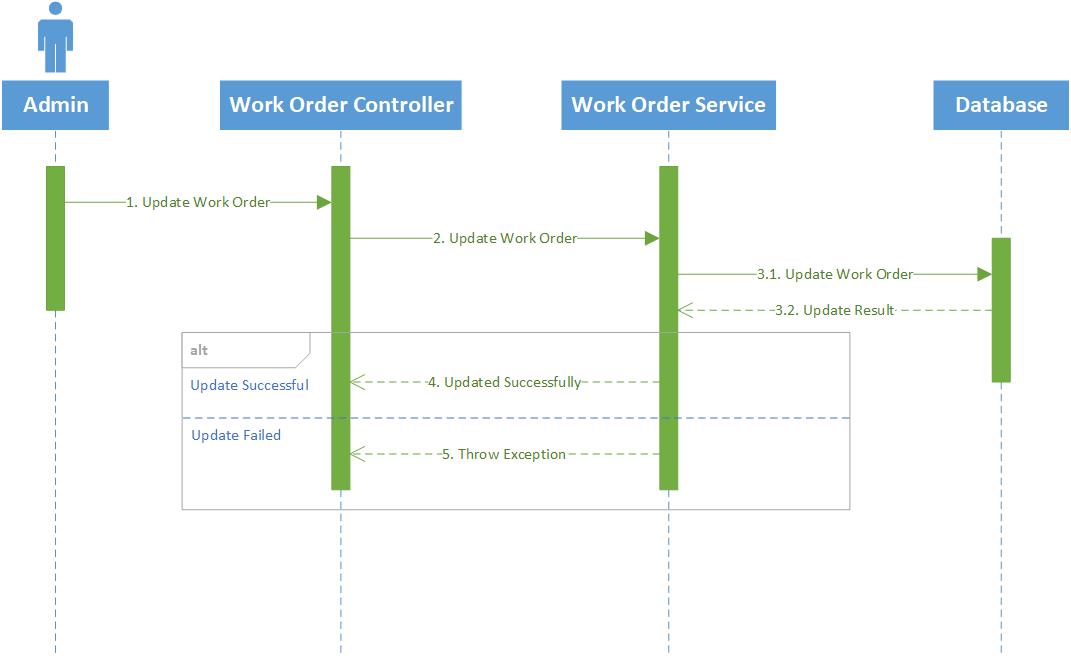 Admin
Work Order Controller
Work Order Service
Database
1. Update Work Order
2. Update Work Order
3.1. Update Work Order
3.2. Update Result
alt
Update Successful
4. Updated Successfully
Update Failed
5. Throw Exception